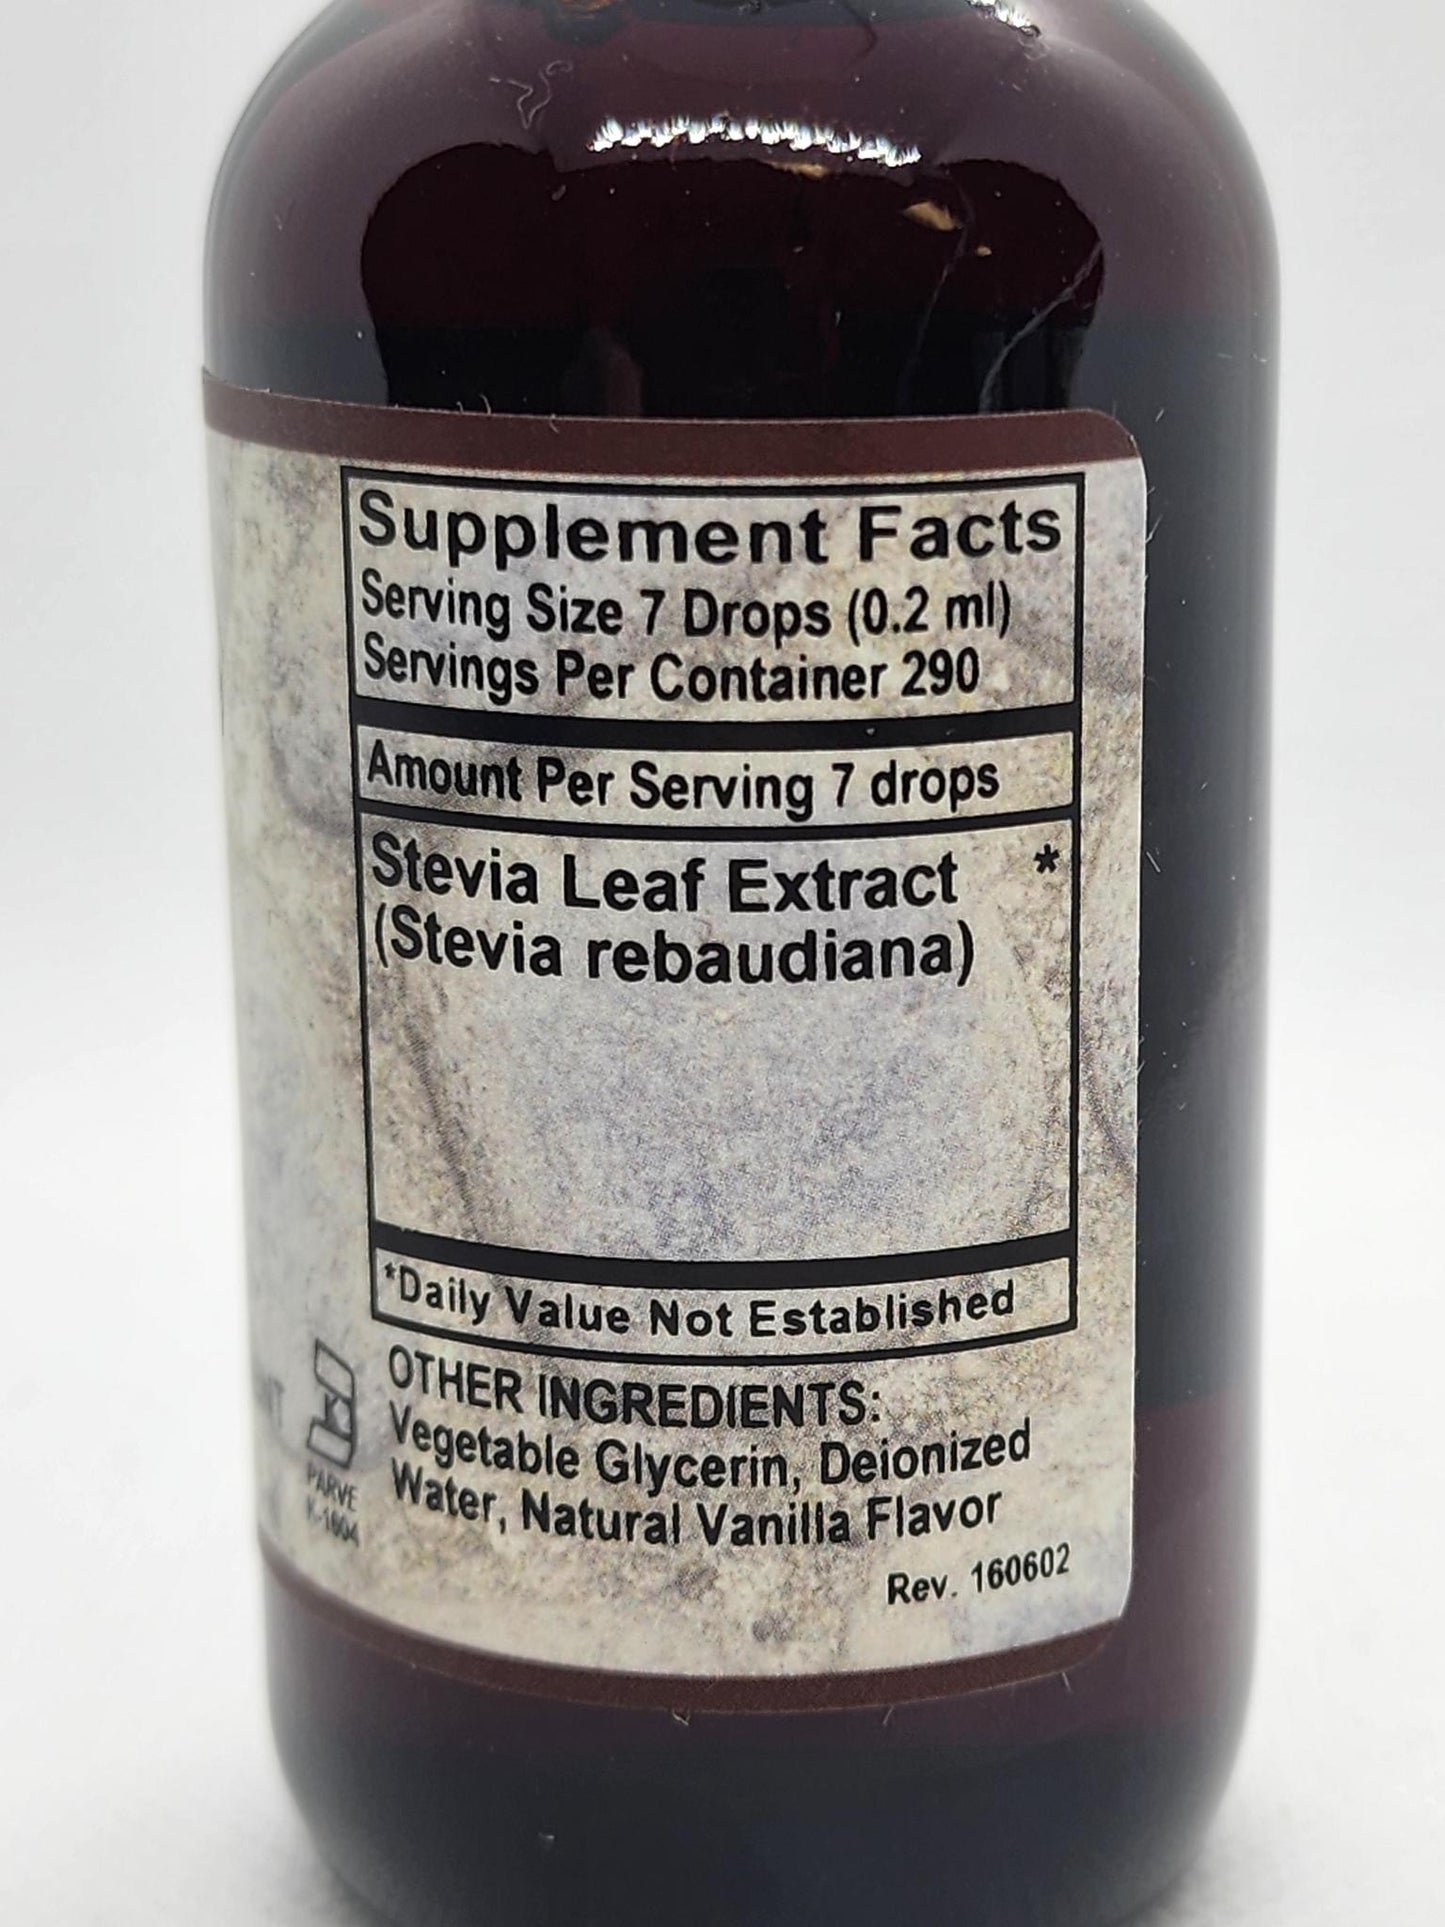 Supplement Facts
Serving Size 7 Drops (0.2 ml)
Servings Per Container 290
Amount Per Serving 7 drops
Stevia Leaf Extract *
(Stevia rebaudiana)
*Daily Value Not Established
K
PARVE
K-1604
OTHER INGREDIENTS:
Vegetable Glycerin, Deionized
Water, Natural Vanilla Flavor
Rev. 160602